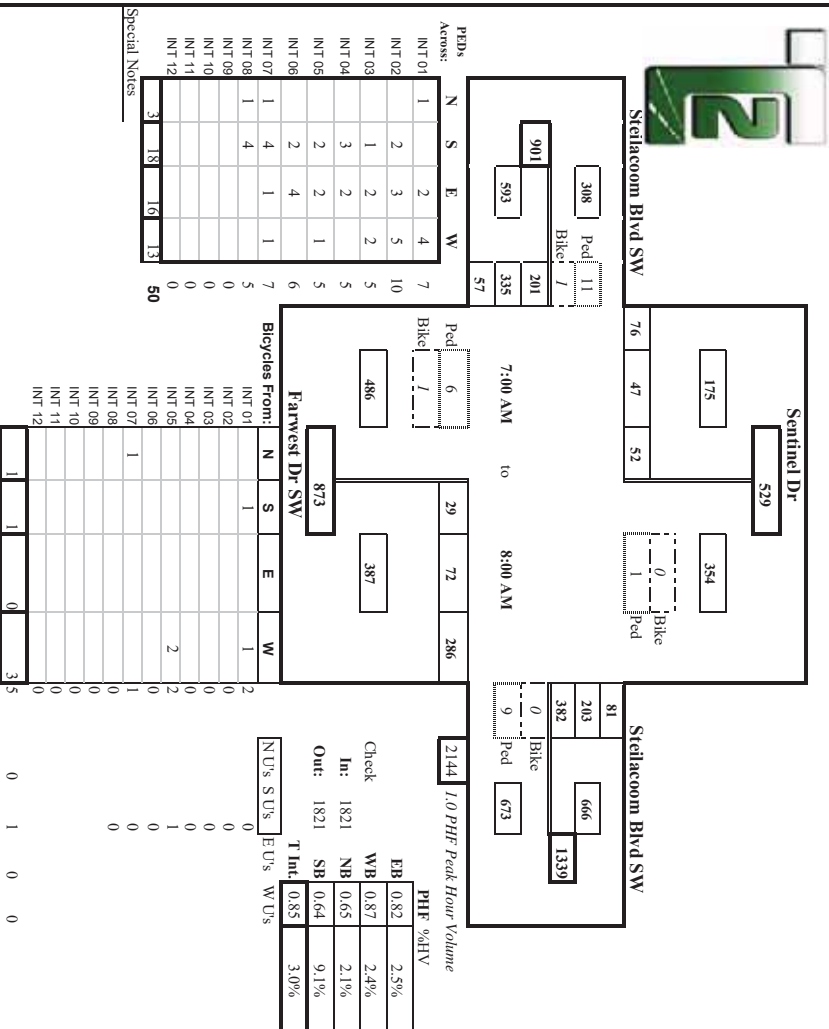 Sentinel Dr
529
175 354
0 Bike
Steilacoom Blvd SW 76 47 52 1 Ped Steilacoom Blvd SW
81
308 Ped 11 203 666
Bike 1 382 1339
901 201 0 Bike
593 335 7:00 AM to 8:00 AM 9 Ped 673
57
PEDs
Across: N S E W
INT 01 1 2 4 7
INT 02 2 3 5 10
INT 03 1 2 2 5
INT 04 3 2 5
INT 05 2 2 1 5
INT 06 2 4 6
INT 07 1 4 1 1 7
INT 08 1 4 5
INT 09 0
INT 10 0
INT 11 0
INT 12 0
3 18 16 13
50
Special Notes
Ped 6 29 72 286
Bike 1
486 387
873
Farwest Dr SW
2144 1.0 PHF Peak Hour Volume
PHF %HV
EB 0.82 2.5%
Check WB 0.87 2.4%
In: 1821 NB 0.65 2.1%
Out: 1821 SB 0.64 9.1%
T Int. 0.85 3.0%
Bicycles From: N S E W
INT 01 1 1 2
INT 02 0
INT 03 0
INT 04 0
INT 05 2 2
INT 06 0
INT 07 1 1
INT 08 0
INT 09 0
INT 10 0
INT 11 0
INT 12 0
1 1 0 3 5
N U's S U's E U's W U's
0
0
0
0
1
0
0
0
0 1 0 0